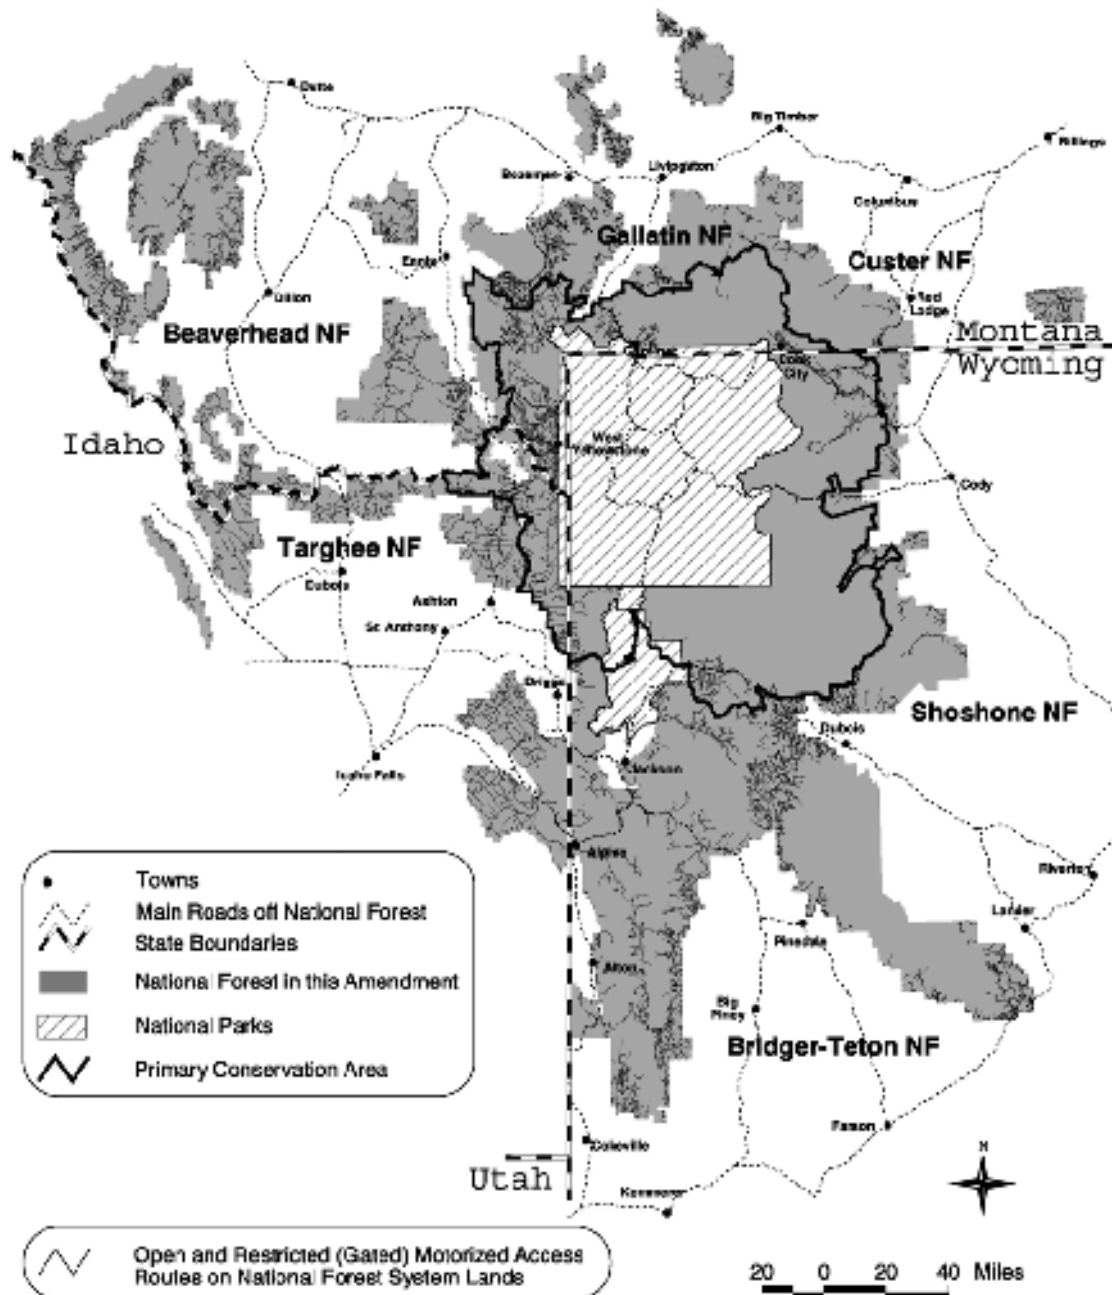 Butte
Big Timber
Billings
Bozeman
Livingston
Columbus
Gallatin NF
Ennis
Custer NF
Dillon
Red
Lodge
Beaverhead NF
Montana
Wyoming
Cook
City
Idaho
West
Yellowstone
Cody
Targhee NF
Dubois
Ashton
St. Anthony
Driggs
Shoshone NF
Dubois
Idaho Falls
Jackson
Alpine
Riverton
Lander
Pinedale
Afton
Big
Piney
Bridger-Teton NF
Farson
Cokeville
Utah
Kemmerer
N
Towns
Main Roads off National Forest
State Boundaries
National Forest in this Amendment
National Parks
Primary Conservation Area
Open and Restricted (Gated) Motorized Access
Routes on National Forest System Lands
20 0 20 40 Miles